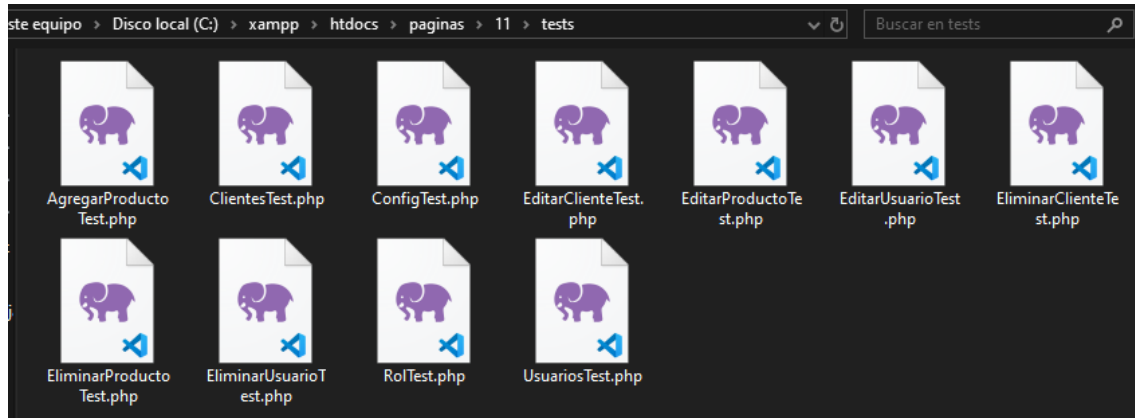 ste equipo > Disco local (C:) > xampp > htdocs > paginas > 11 > tests
Buscar en tests
AgregarProducto
Test.php
ClientesTest.php
ConfigTest.php
EditarClienteTest.
php
EditarProductoTe
st.php
EditarUsuarioTest
.php
EliminarClienteTe
st.php
EliminarProducto
Test.php
EliminarUsuarioT
est.php
RolTest.php
UsuariosTest.php